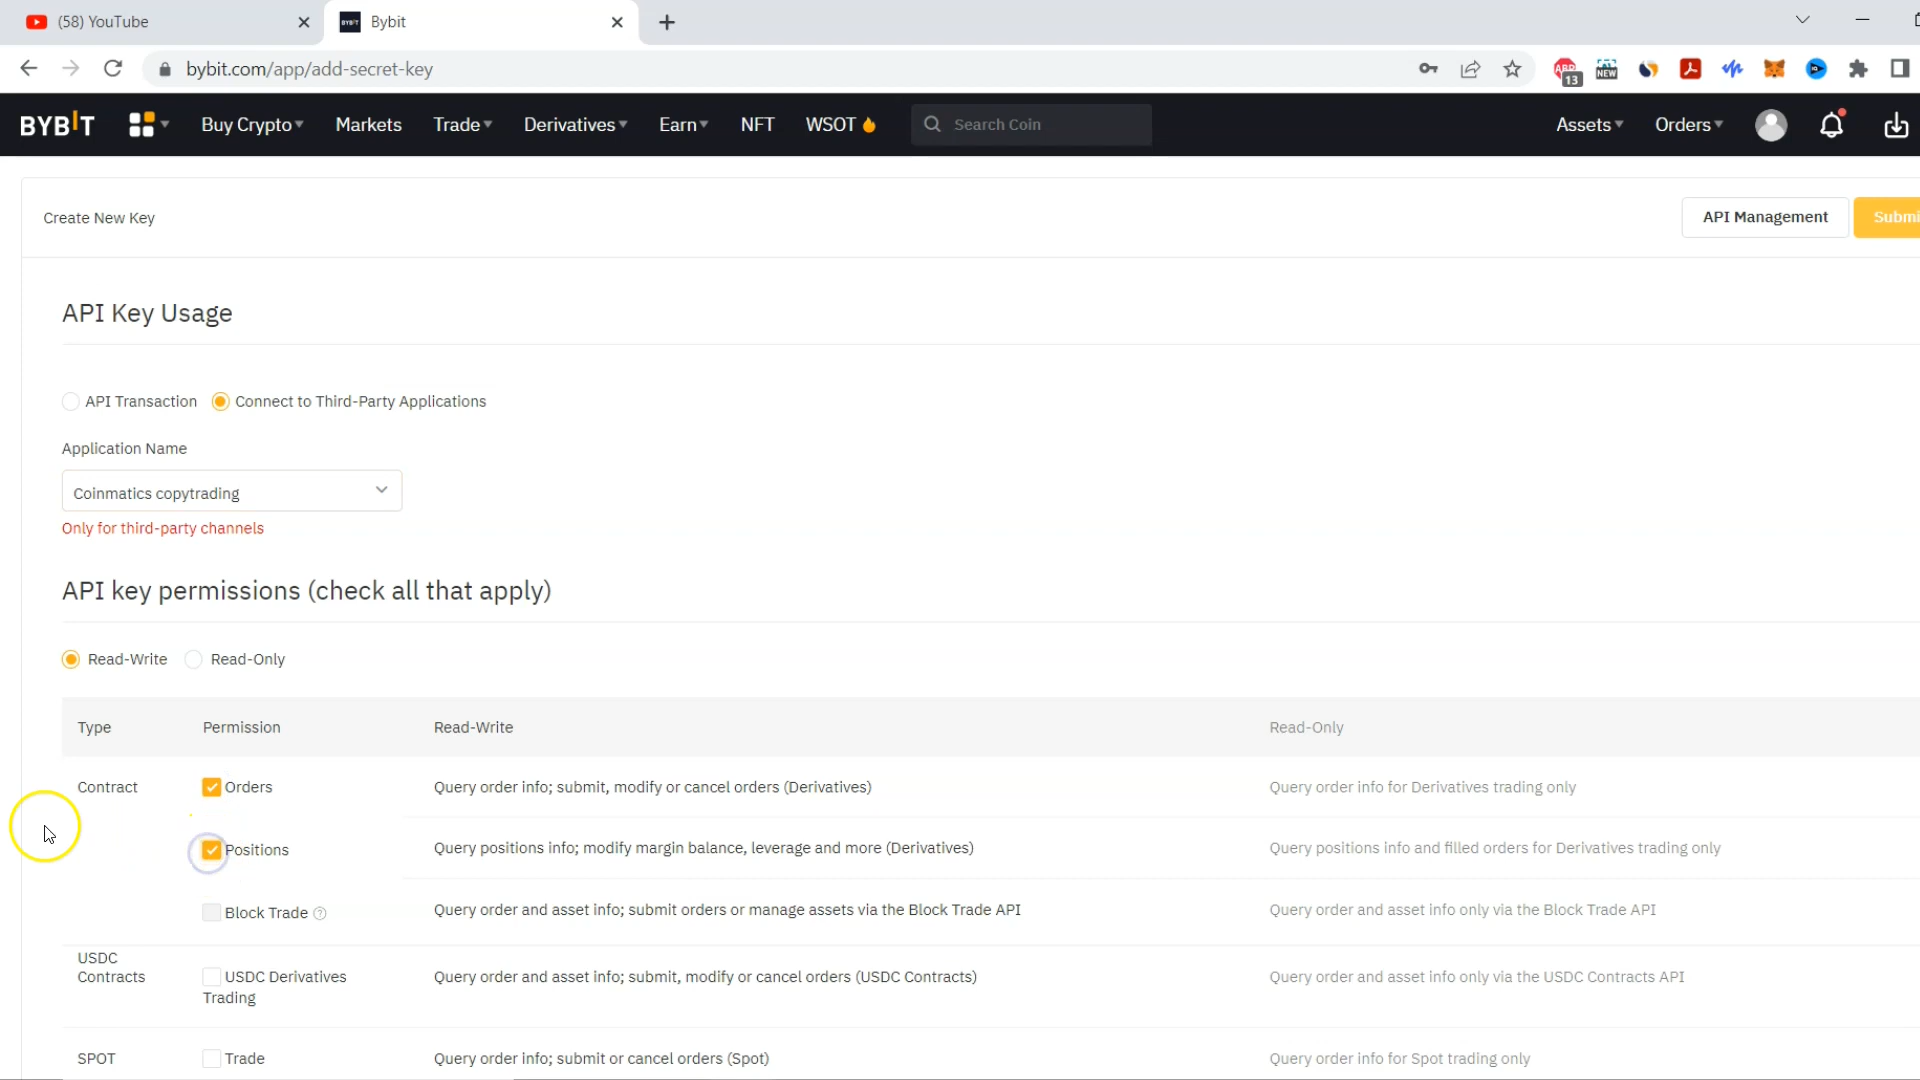 (58) YouTube
Bybit
bybit.com/app/add-secret-key
ABP
13
NEW
BYBIT
Buy Crypto
Markets
Trade
Derivatives
Earn
NFT
WSOT
Search Coin
Assets
Orders
Create New Key
API Management
Submi
API Key Usage
API Transaction
Connect to Third-Party Applications
Application Name
Coinmatics copytrading
Only for third-party channels
API key permissions (check all that apply)
Read-Write
Read-Only
Type Permission Read-Write Read-Only
Contract Orders Query order info; submit, modify or cancel orders (Derivatives) Query order info for Derivatives trading only
Positions Query positions info; modify margin balance, leverage and more (Derivatives) Query positions info and filled orders for Derivatives trading only
Block Trade ? Query order and asset info; submit orders or manage assets via the Block Trade API Query order and asset info only via the Block Trade API
USDC
Contracts
USDC Derivatives
Trading
Query order and asset info; submit, modify or cancel orders (USDC Contracts) Query order and asset info only via the USDC Contracts API
SPOT Trade Query order info; submit or cancel orders (Spot) Query order info for Spot trading only